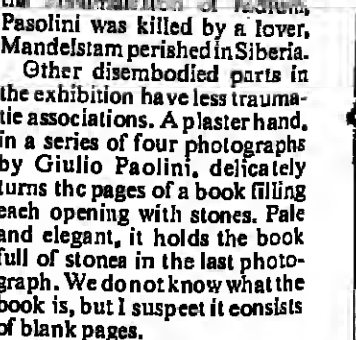 Pasolini was killed by a lover,
Mandelstam perished in Siberia.
Other disembodied parts in
the exhibition have less trauma-
tic associations. A plaster hand,
in a series of four photographs
by Giulio Paolini, delicately
turns the pages of a book filling
each opening with stones. Pale
and elegant, it holds the book
full of stones in the last photo-
graph. We do not know what the
book is, but I suspect it consists
of blank pages.